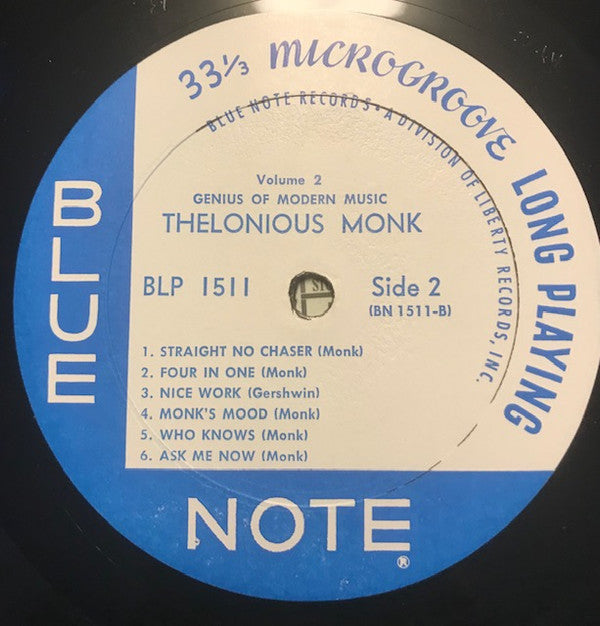 33⅓ MICROGROOVE LONG PLAYING
BLUE NOTE RECORDS • A DIVISION OF LIBERTY RECORDS, INC.
Volume 2
GENIUS OF MODERN MUSIC
THELONIOUS MONK
BLP 1511
Side 2
(BN 1511-B)
1. STRAIGHT NO CHASER (Monk)
2. FOUR IN ONE (Monk)
3. NICE WORK (Gershwin)
4. MONK'S MOOD (Monk)
5. WHO KNOWS (Monk)
6. ASK ME NOW (Monk)
BLUE
NOTE®